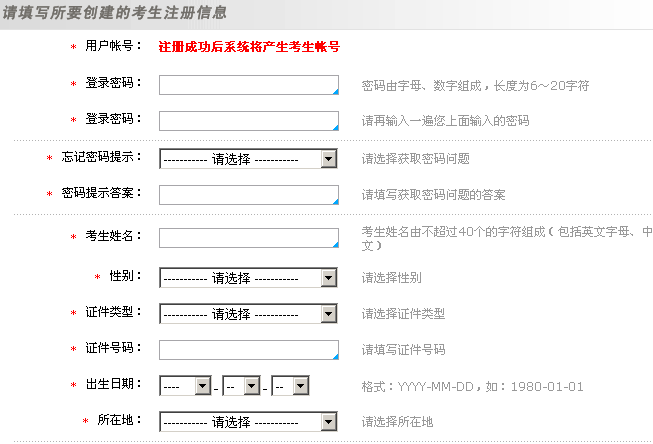 请填写所要创建的考生注册信息
* 用户帐号： 注册成功后系统将产生考生帐号
* 登录密码： 密码由字母、数字组成，长度为6～20字符
* 登录密码： 请再输入一遍您上面输入的密码
* 忘记密码提示： ----------- 请选择 ----------- 请选择获取密码问题
* 密码提示答案： 请填写获取密码问题的答案
* 考生姓名： 考生姓名由不超过40个的字符组成（包括英文字母、中
文）
* 性别： ----------- 请选择 ----------- 请选择性别
* 证件类型： ----------- 请选择 ----------- 请选择证件类型
* 证件号码： 请填写证件号码
* 出生日期： ---- - -- - -- 格式：YYYY-MM-DD，如：1980-01-01
* 所在地： ----------- 请选择 ----------- 请选择所在地